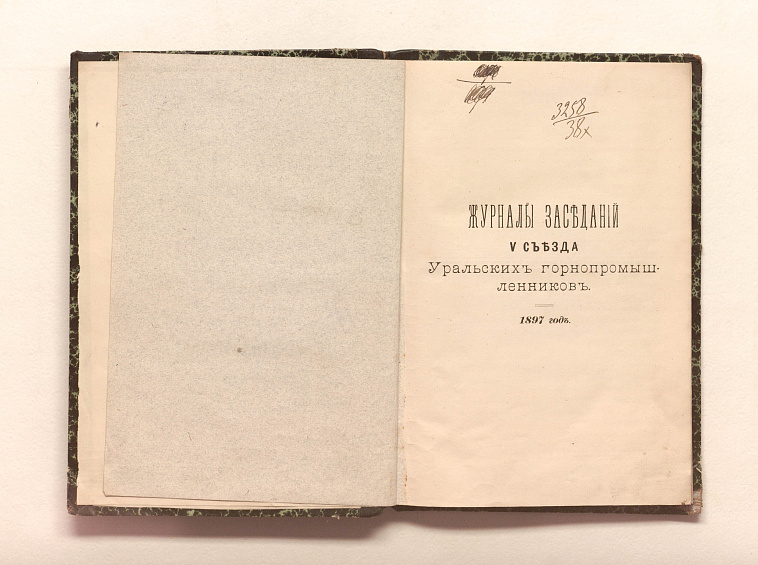 3258
38х
ЖУРНАЛЫ ЗАСѢДАНІЙ
V СЪѢЗДА
Уральскихъ горнопромыш-
ленниковъ.
1897 годъ.